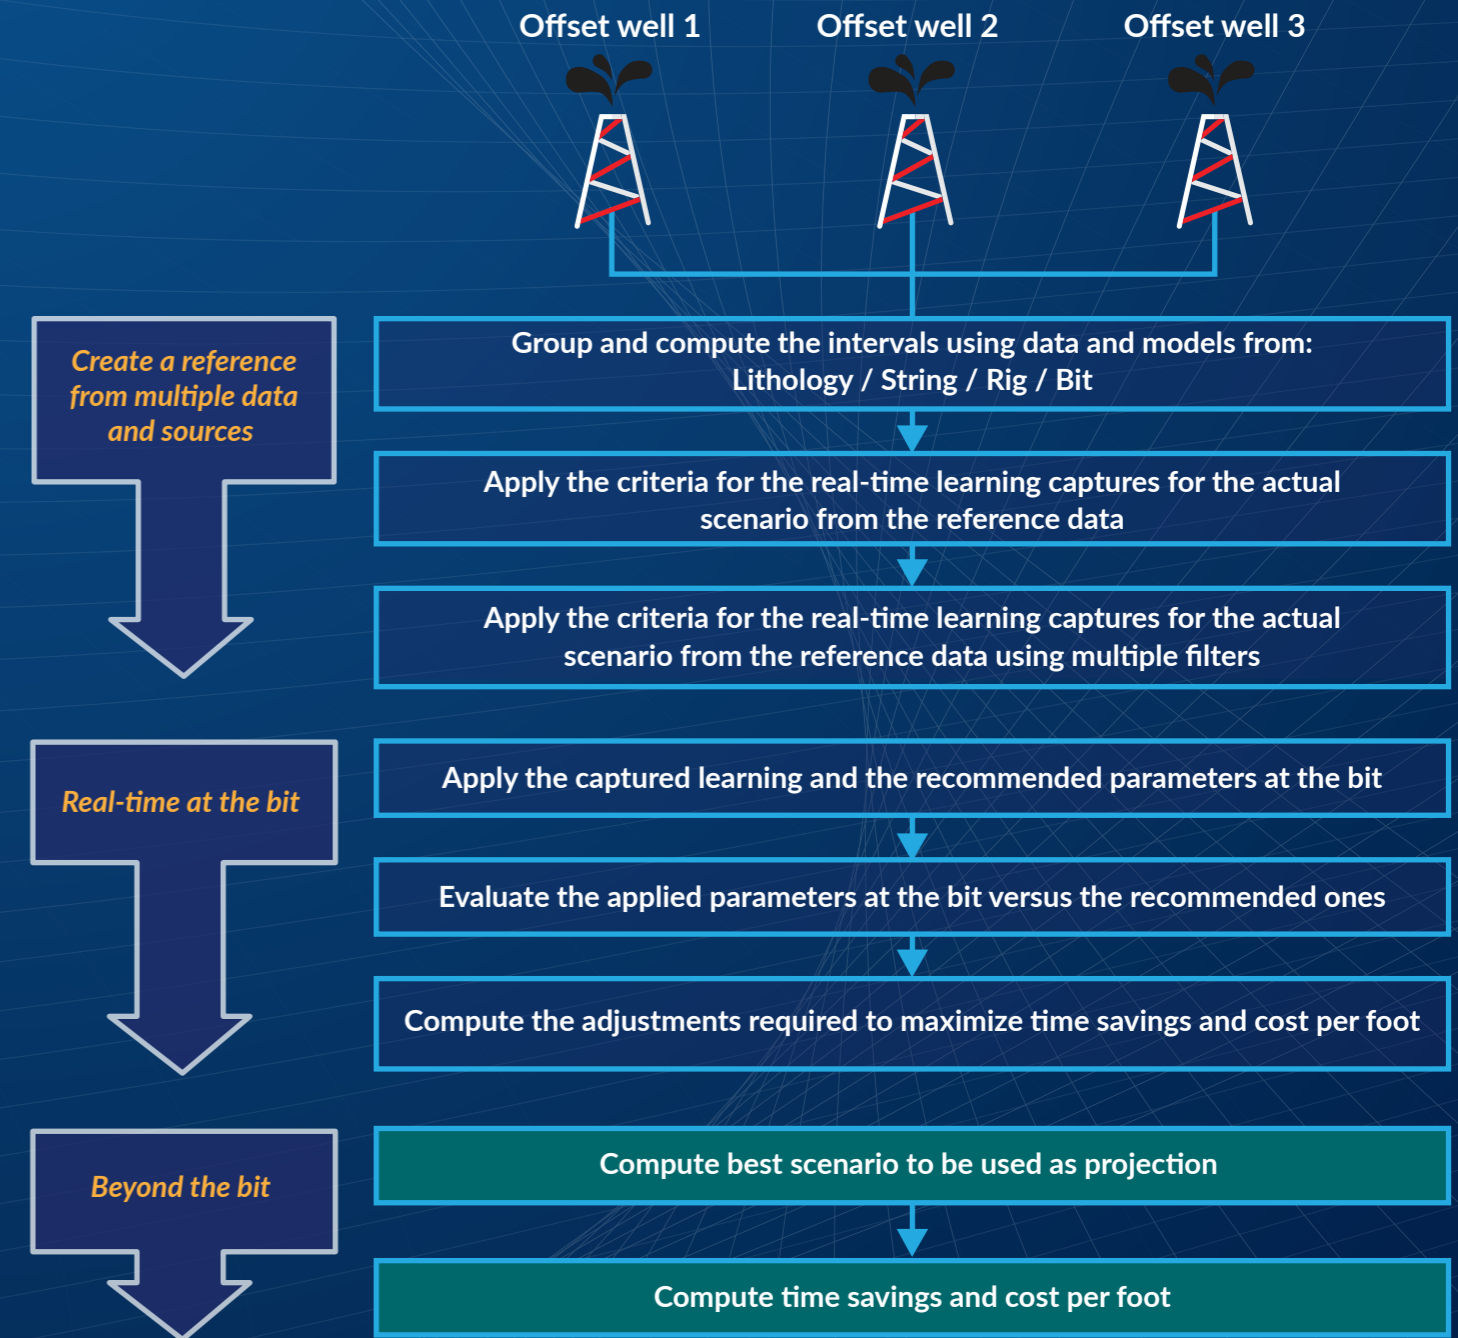 Offset well 1
Offset well 2
Offset well 3
Create a reference
from multiple data
and sources
Group and compute the intervals using data and models from:
Lithology / String / Rig / Bit
Apply the criteria for the real-time learning captures for the actual
scenario from the reference data
Apply the criteria for the real-time learning captures for the actual
scenario from the reference data using multiple filters
Real-time at the bit
Apply the captured learning and the recommended parameters at the bit
Evaluate the applied parameters at the bit versus the recommended ones
Compute the adjustments required to maximize time savings and cost per foot
Beyond the bit
Compute best scenario to be used as projection
Compute time savings and cost per foot